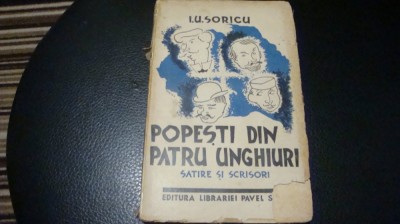 I.U. SORICU
POPEȘTI DIN
PATRU UNGHIURI
SATIRE ȘI SCRISORI
EDITURA LIBRARIEI PAVEL S